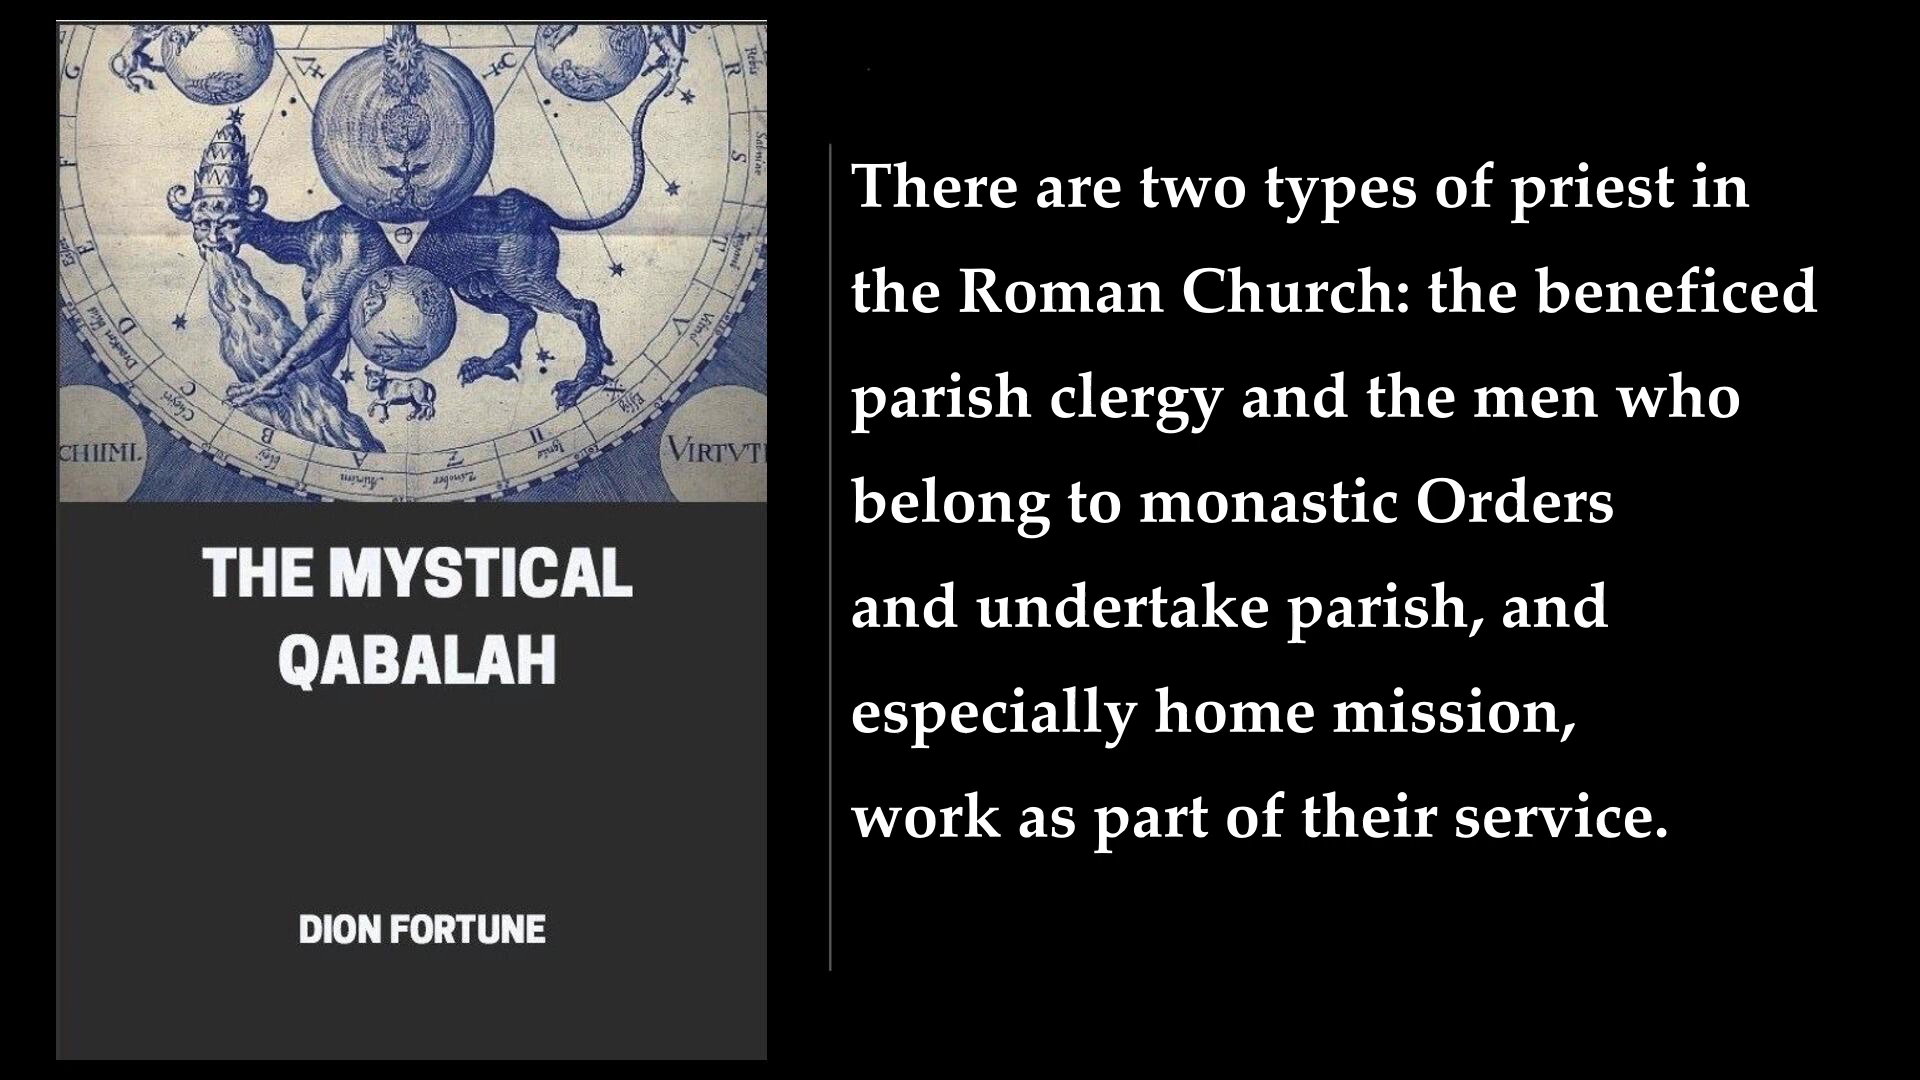 CHIIMI.
VIRTVTI
THE MYSTICAL
QABALAH
DION FORTUNE
There are two types of priest in
the Roman Church: the beneficed
parish clergy and the men who
belong to monastic Orders
and undertake parish, and
especially home mission,
work as part of their service.